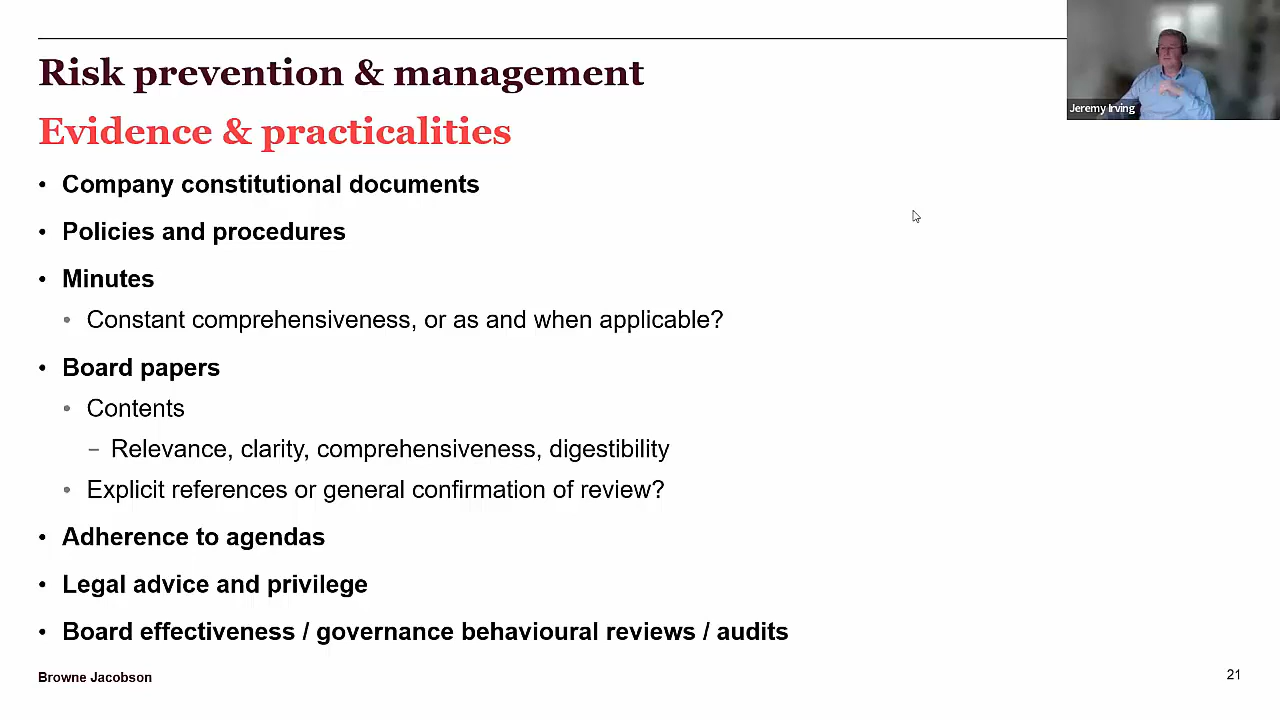 Risk prevention & management
Jeremy Irving
Evidence & practicalities
• Company constitutional documents
• Policies and procedures
• Minutes
• Constant comprehensiveness, or as and when applicable?
• Board papers
• Contents
– Relevance, clarity, comprehensiveness, digestibility
• Explicit references or general confirmation of review?
• Adherence to agendas
• Legal advice and privilege
• Board effectiveness / governance behavioural reviews / audits
Browne Jacobson
21